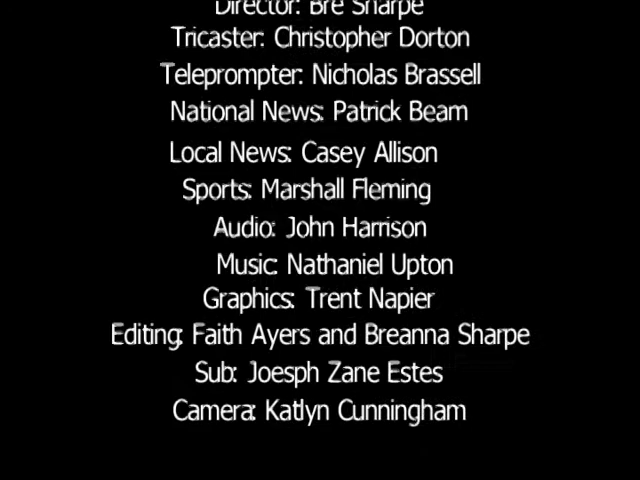 Director: Bre Sharpe
Tricaster: Christopher Dorton
Teleprompter: Nicholas Brassell
National News: Patrick Beam
Local News: Casey Allison
Sports: Marshall Fleming
Audio: John Harrison
Music: Nathaniel Upton
Graphics: Trent Napier
Editing: Faith Ayers and Breanna Sharpe
Sub: Joesph Zane Estes
Camera: Katlyn Cunningham